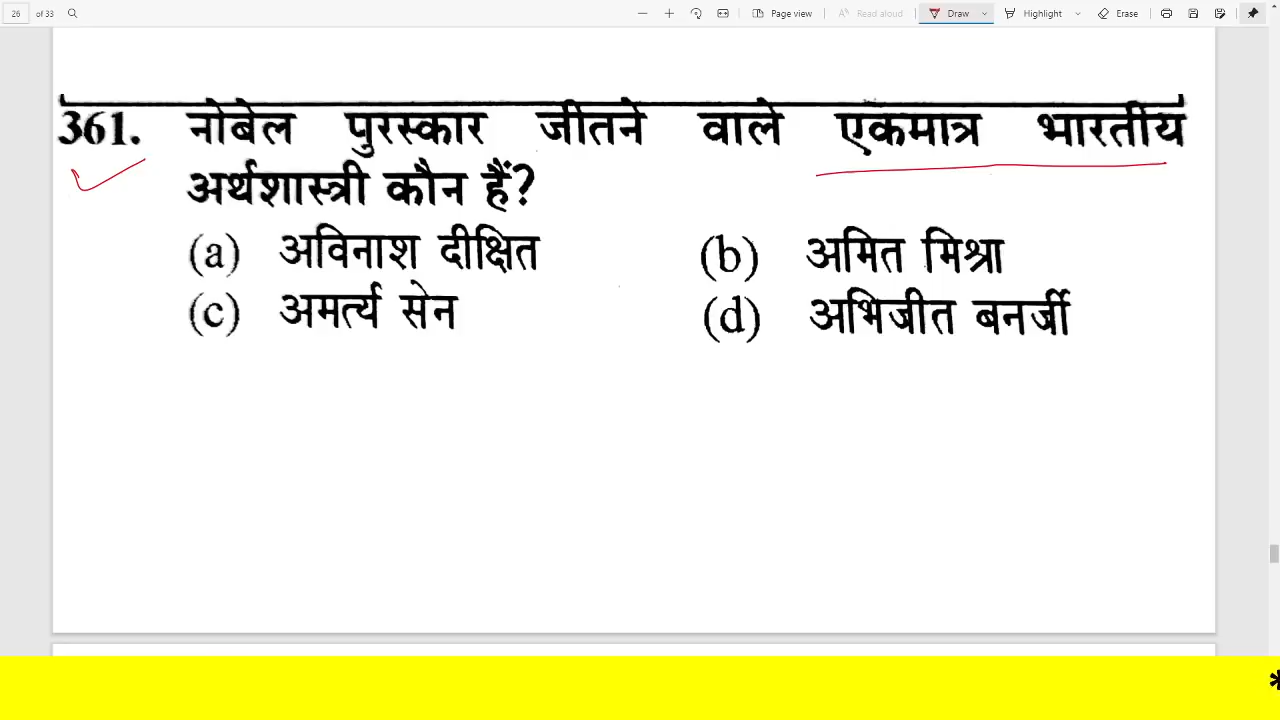 26 of 33 Page view Read aloud Draw Highlight Erase
361. नोबेल पुरस्कार जीतने वाले एकमात्र भारतीय
अर्थशास्त्री कौन हैं?
(a) अविनाश दीक्षित (b) अमित मिश्रा
(c) अमर्त्य सेन (d) अभिजीत बनर्जी
*